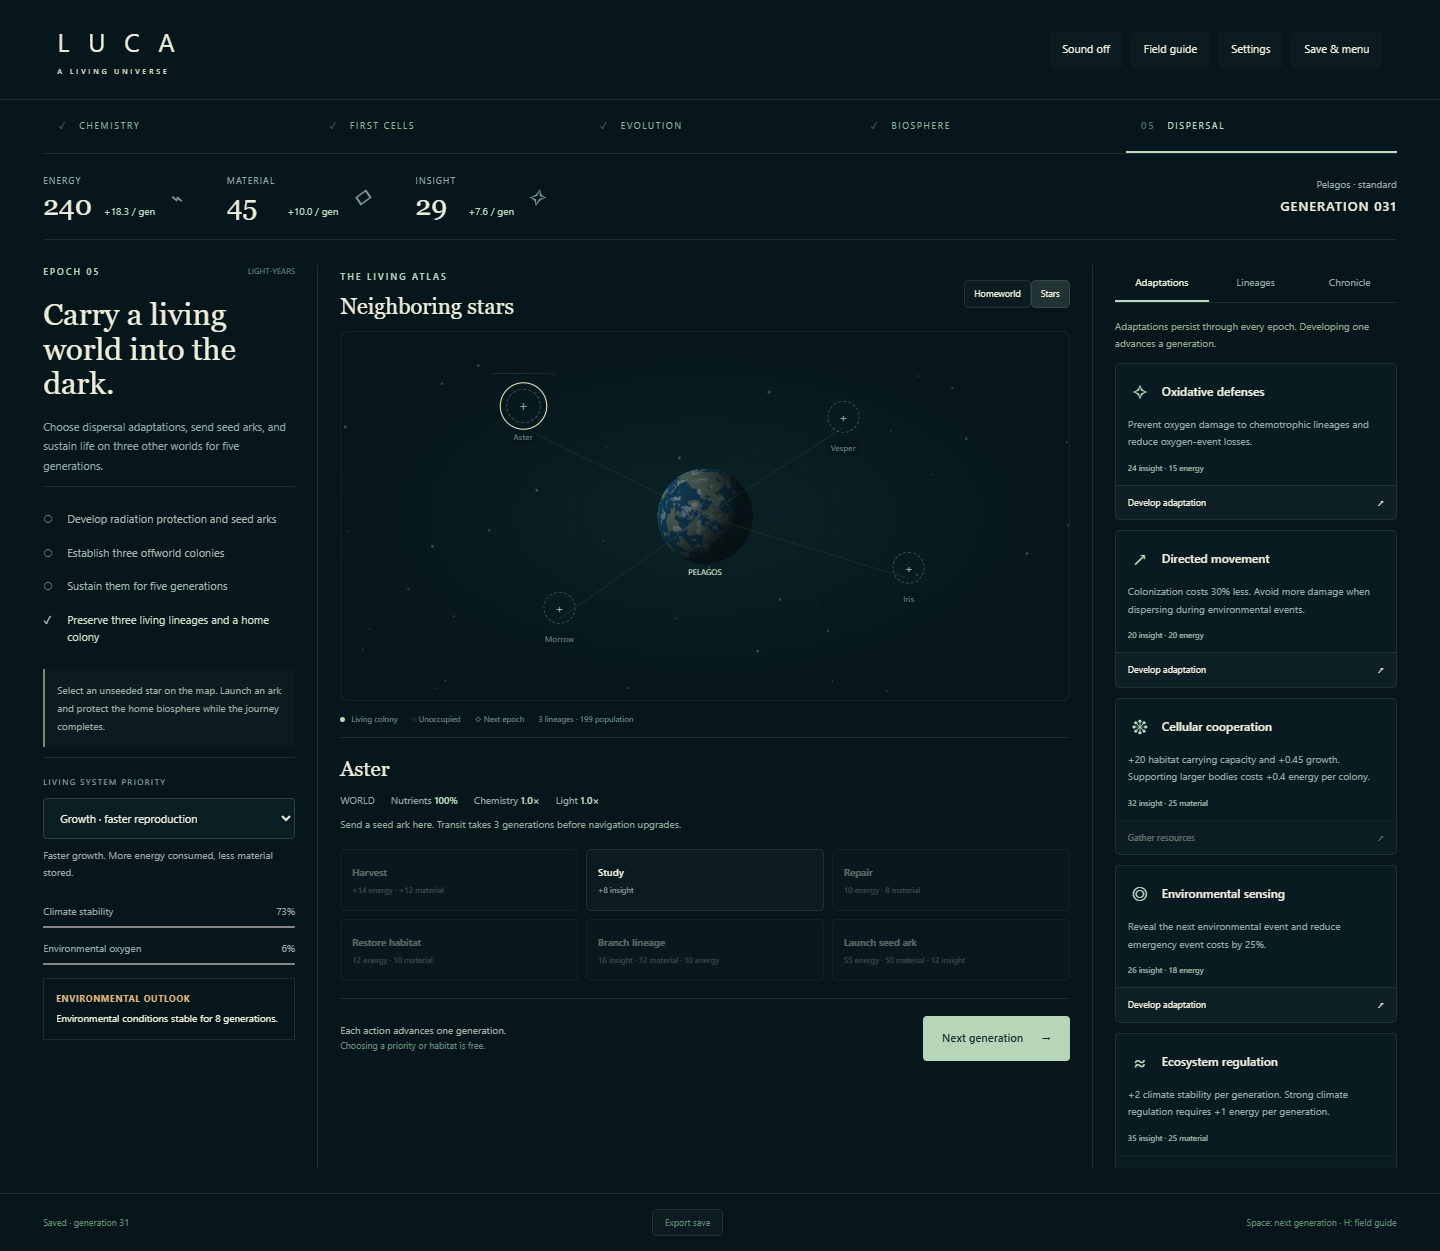 LUCA
A LIVING UNIVERSE
Sound off
Field guide
Settings
Save & menu
✓ CHEMISTRY
✓ FIRST CELLS
✓ EVOLUTION
✓ BIOSPHERE
05 DISPERSAL
ENERGY
240 +18.3 / gen
MATERIAL
45 +10.0 / gen
INSIGHT
29 +7.6 / gen
Pelagos · standard
GENERATION 031
EPOCH 05
LIGHT-YEARS
Carry a living
world into the
dark.
Choose dispersal adaptations, send seed arks, and
sustain life on three other worlds for five
generations.
Develop radiation protection and seed arks
Establish three offworld colonies
Sustain them for five generations
✓ Preserve three living lineages and a home
colony
Select an unseeded star on the map. Launch an ark
and protect the home biosphere while the journey
completes.
LIVING SYSTEM PRIORITY
Growth · faster reproduction
Faster growth. More energy consumed, less material
stored.
Climate stability 73%
Environmental oxygen 6%
ENVIRONMENTAL OUTLOOK
Environmental conditions stable for 8 generations.
THE LIVING ATLAS
Neighboring stars
Homeworld
Stars
+
Aster
+
Vesper
PELAGOS
+
Iris
+
Morrow
Living colony
Unoccupied
Next epoch
3 lineages · 199 population
Aster
WORLD Nutrients 100% Chemistry 1.0× Light 1.0×
Send a seed ark here. Transit takes 3 generations before navigation upgrades.
Harvest
+14 energy · +12 material
Study
+8 insight
Repair
10 energy · 8 material
Restore habitat
12 energy · 10 material
Branch lineage
16 insight · 12 material · 10 energy
Launch seed ark
55 energy · 50 material · 12 insight
Each action advances one generation.
Choosing a priority or habitat is free.
Next generation →
Adaptations
Lineages
Chronicle
Adaptations persist through every epoch. Developing one
advances a generation.
Oxidative defenses
Prevent oxygen damage to chemotrophic lineages and
reduce oxygen-event losses.
24 insight · 15 energy
Develop adaptation ↗
Directed movement
Colonization costs 30% less. Avoid more damage when
dispersing during environmental events.
20 insight · 20 energy
Develop adaptation ↗
Cellular cooperation
+20 habitat carrying capacity and +0.45 growth.
Supporting larger bodies costs +0.4 energy per colony.
32 insight · 25 material
Gather resources ↗
Environmental sensing
Reveal the next environmental event and reduce
emergency event costs by 25%.
26 insight · 18 energy
Develop adaptation ↗
Ecosystem regulation
+2 climate stability per generation. Strong climate
regulation requires +1 energy per generation.
35 insight · 25 material
Saved · generation 31
Export save
Space: next generation · H: field guide